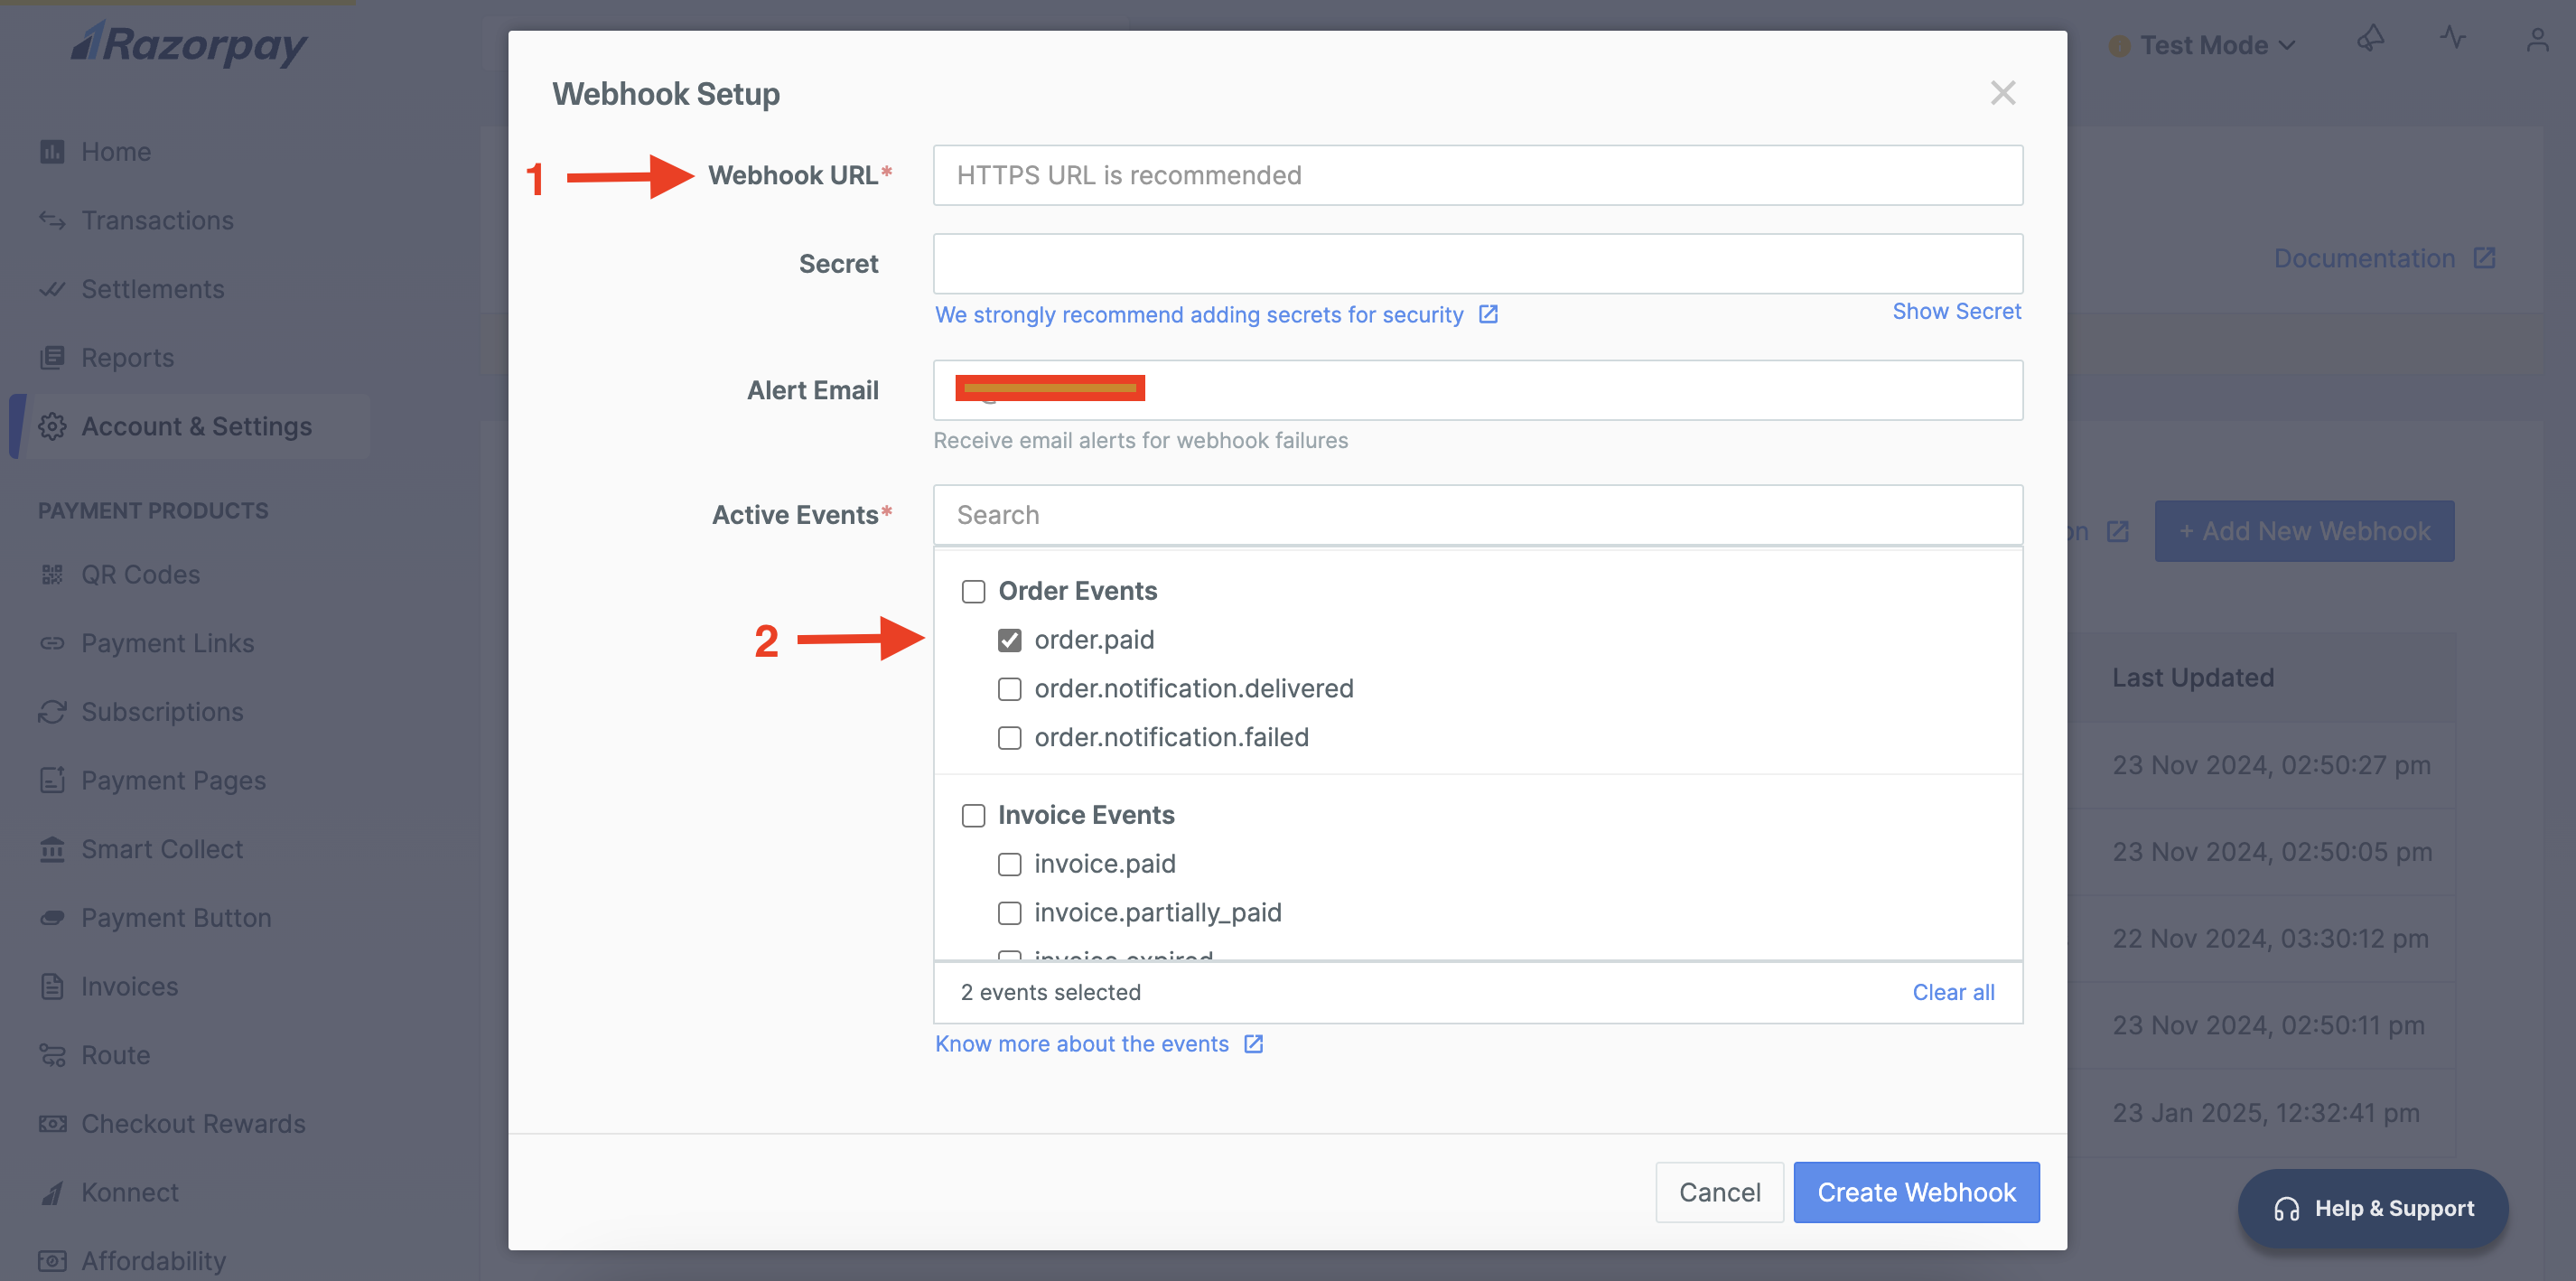 Razorpay
Test Mode
Home
Transactions
Settlements
Reports
Account & Settings
PAYMENT PRODUCTS
QR Codes
Payment Links
Subscriptions
Payment Pages
Smart Collect
Payment Button
Invoices
Route
Checkout Rewards
Konnect
Affordability
Webhook Setup
1
Webhook URL*
HTTPS URL is recommended
Secret
We strongly recommend adding secrets for security
Show Secret
Alert Email
Receive email alerts for webhook failures
Active Events*
Search
2
Order Events
order.paid
order.notification.delivered
order.notification.failed
Invoice Events
invoice.paid
invoice.partially_paid
invoice.expired
2 events selected
Clear all
Know more about the events
Cancel
Create Webhook
Documentation
+ Add New Webhook
Last Updated
23 Nov 2024, 02:50:27 pm
23 Nov 2024, 02:50:05 pm
22 Nov 2024, 03:30:12 pm
23 Nov 2024, 02:50:11 pm
23 Jan 2025, 12:32:41 pm
Help & Support